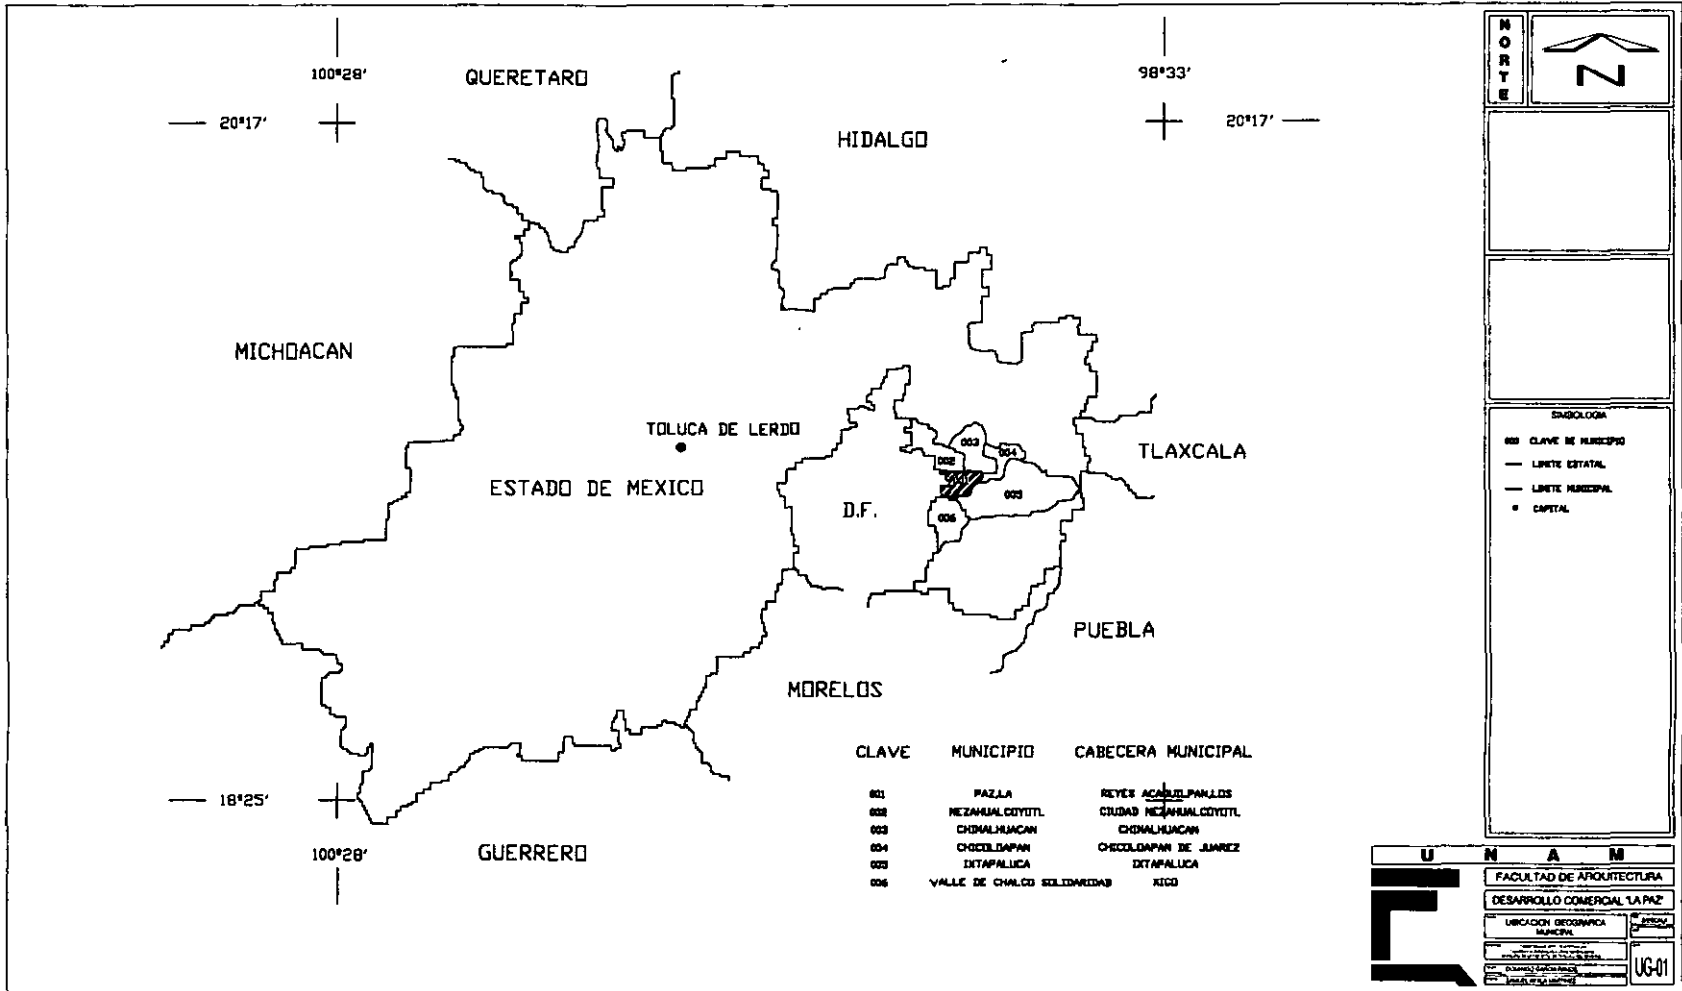 100°28'
QUERETARO
98°33'
20°17'
20°17'
HIDALGO
MICHOACAN
TOLUCA DE LERDO
ESTADO DE MEXICO
D.F.
TLAXCALA
002
003
004
005
006
PUEBLA
MORELOS
18°25'
100°28'
GUERRERO
CLAVE MUNICIPIO CABECERA MUNICIPAL
001 PAZ,LA REYES ACAQUILPAN,LOS
002 NEZAHUALCOYOTL CIUDAD NEZAHUALCOYOTL
003 CHIMALHUACAN CHIMALHUACAN
004 CHICOLOAPAN CHICOLOAPAN DE JUAREZ
005 IXTAPALUCA IXTAPALUCA
006 VALLE DE CHALCO SOLIDARIDAD XICO
NORTE
N
SIMBOLOGIA
000 CLAVE DE MUNICIPIO
LIMITE ESTATAL
LIMITE MUNICIPAL
CAPITAL
U N A M
FACULTAD DE ARQUITECTURA
DESARROLLO COMERCIAL "LA PAZ"
UBICACION GEOGRAFICA
MUNICIPAL
UG-01